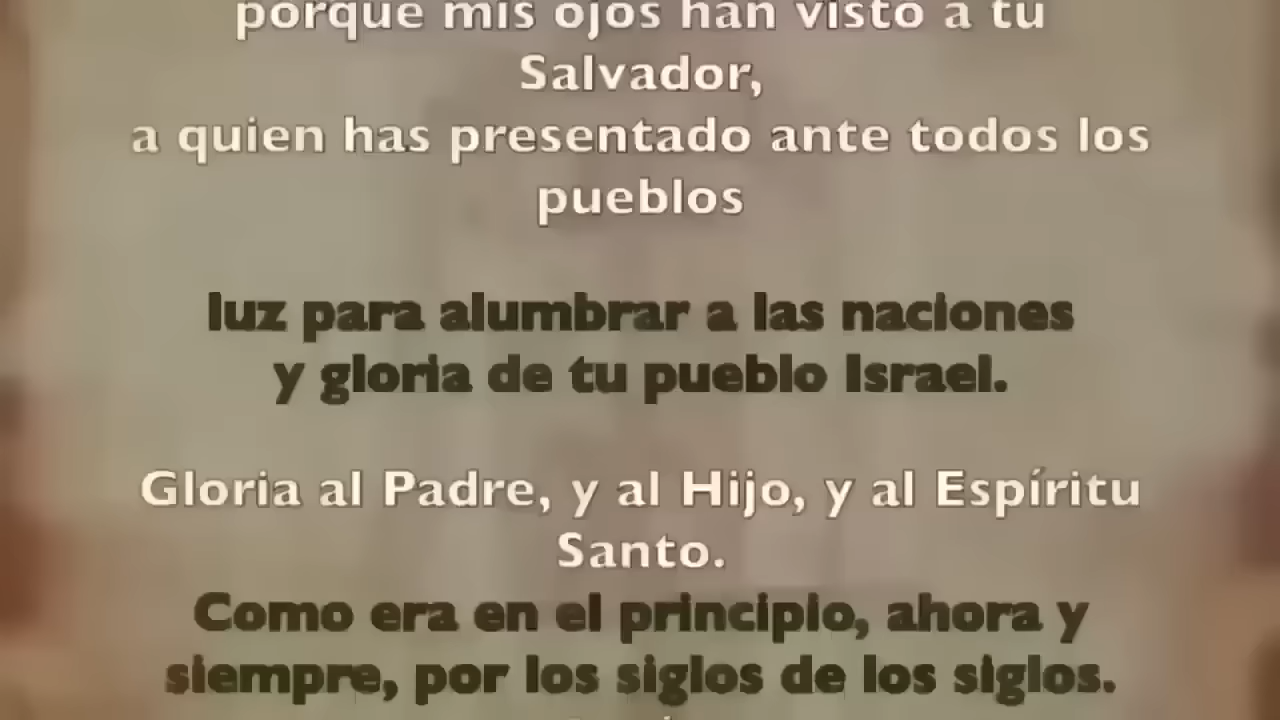 porque mis ojos han visto a tu
Salvador,
a quien has presentado ante todos los
pueblos
luz para alumbrar a las naciones
y gloria de tu pueblo Israel.
Gloria al Padre, y al Hijo, y al Espíritu
Santo.
Como era en el principio, ahora y
siempre, por los siglos de los siglos.